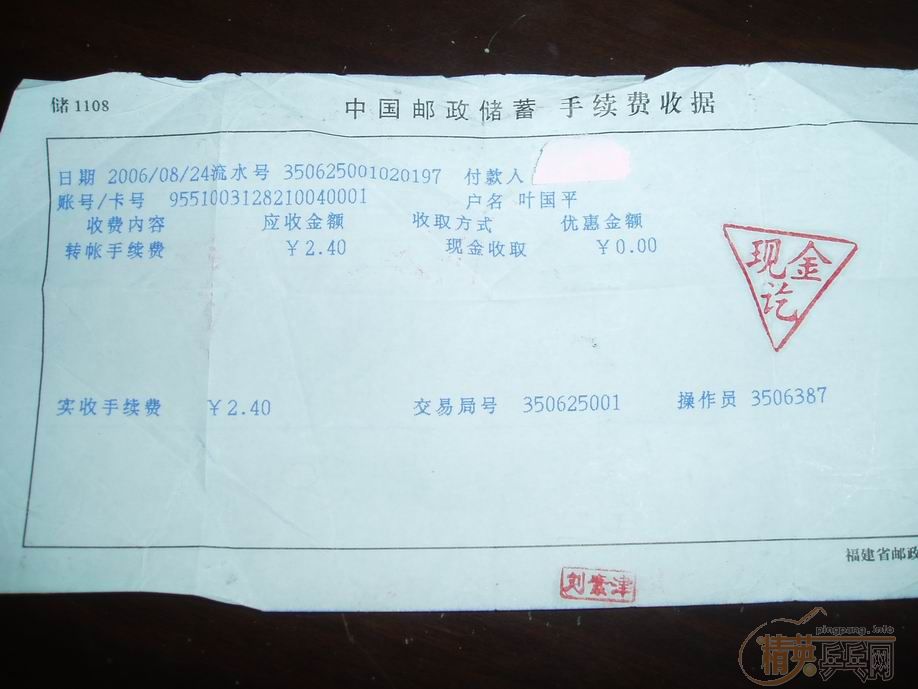 储1108 中国邮政储蓄 手续费收据
日期 2006/08/24流水号 350625001020197 付款人
账号/卡号 9551003128210040001 户名 叶国平
收费内容 应收金额 收取方式 优惠金额
转帐手续费 ￥2.40 现金收取 ￥0.00
现金
讫
实收手续费 ￥2.40 交易局号 350625001 操作员 3506387
福建省邮政
刘 津
pingpang.info
精英乒乓网